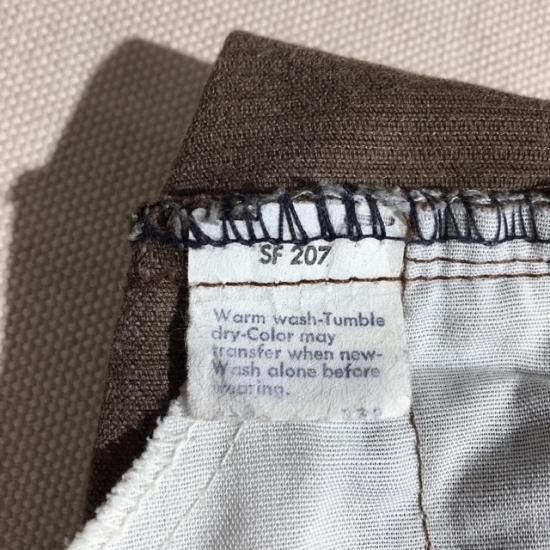 SF 207
Warm wash-Tumble
dry-Color may
transfer when new-
Wash alone before
wearing.